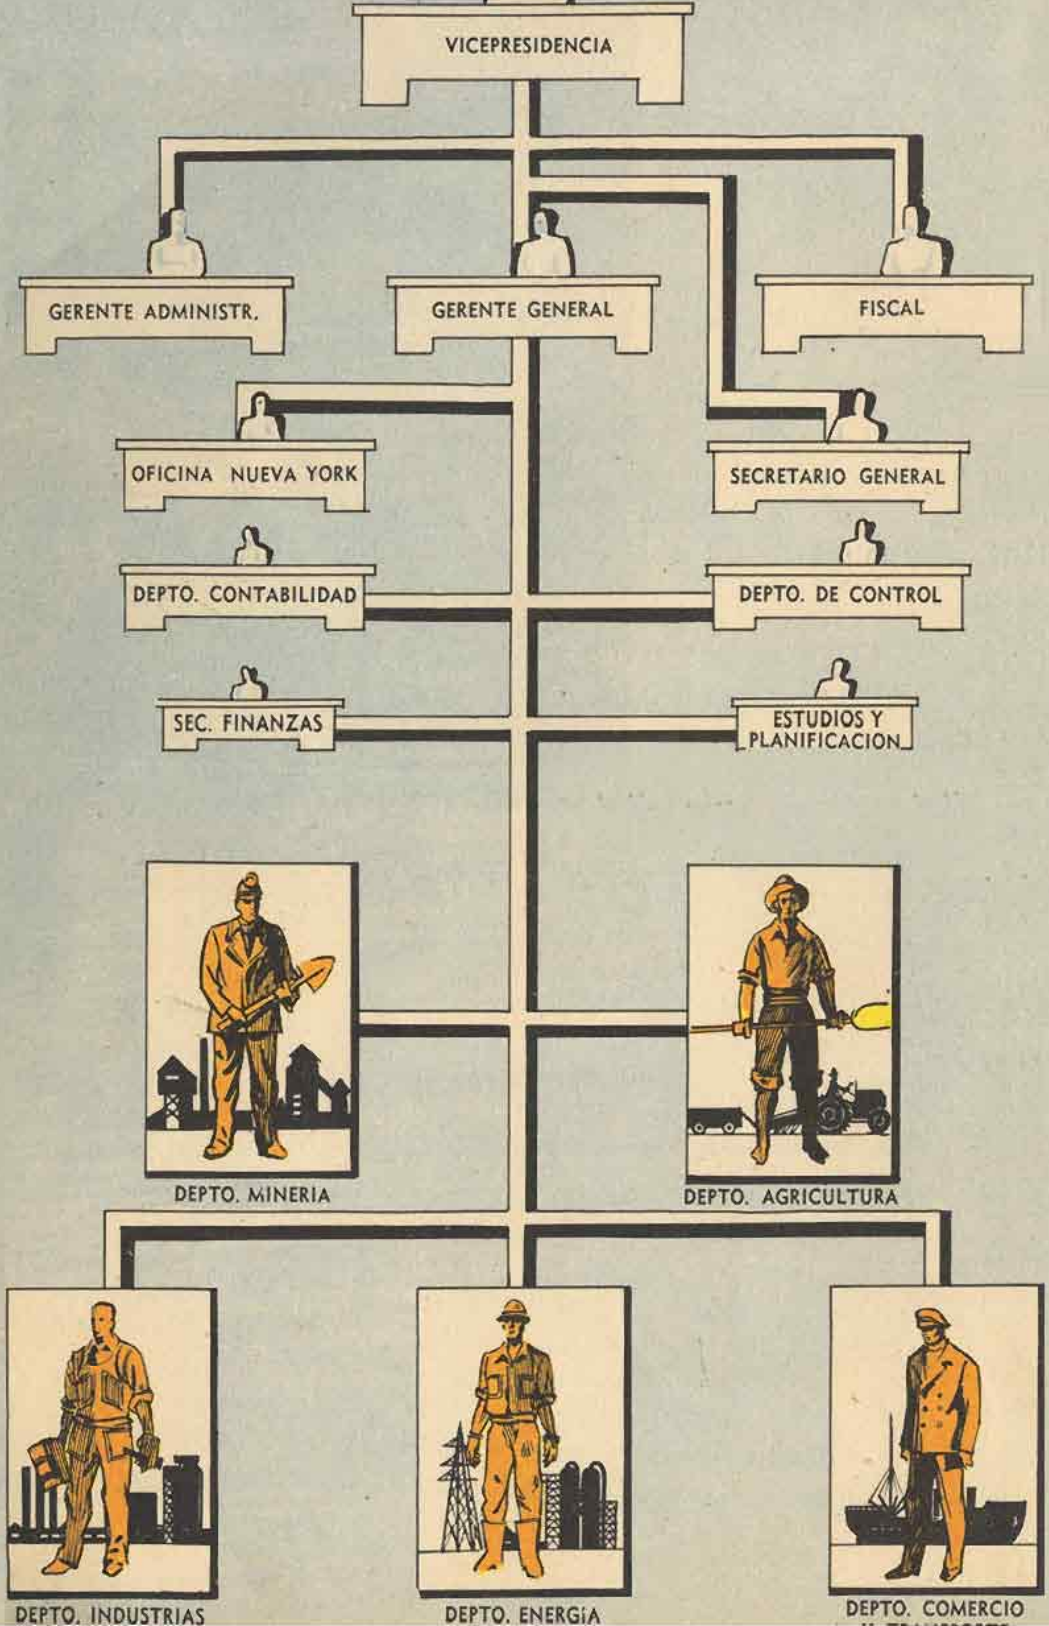 VICEPRESIDENCIA
GERENTE ADMINISTR.
GERENTE GENERAL
FISCAL
OFICINA NUEVA YORK
SECRETARIO GENERAL
DEPTO. CONTABILIDAD
DEPTO. DE CONTROL
SEC. FINANZAS
ESTUDIOS Y
PLANIFICACION
DEPTO. MINERIA
DEPTO. AGRICULTURA
DEPTO. INDUSTRIAS
DEPTO. ENERGÍA
DEPTO. COMERCIO